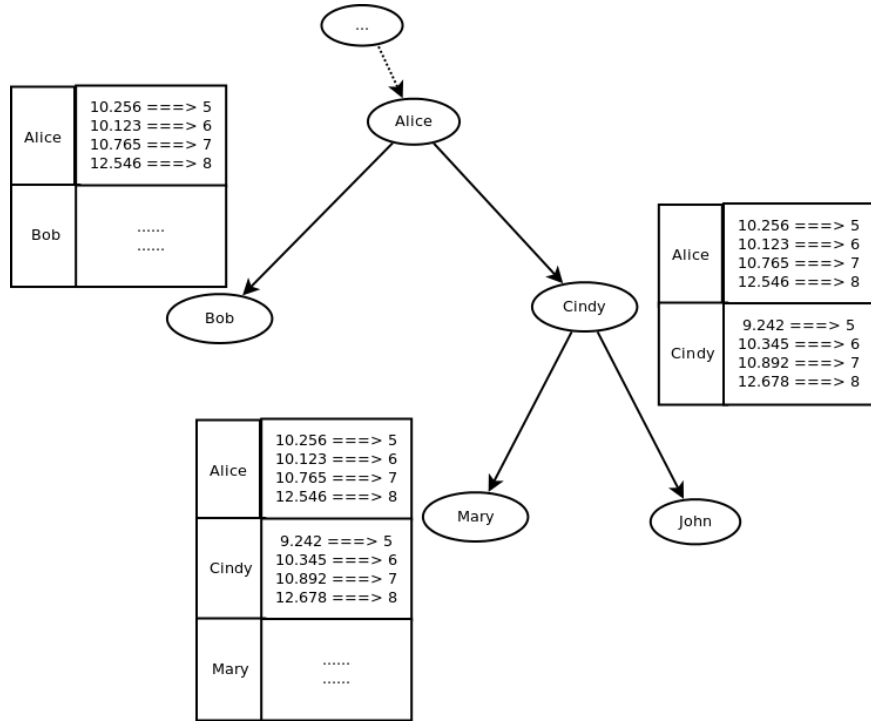 ...
Alice
Alice
10.256 ===> 5
10.123 ===> 6
10.765 ===> 7
12.546 ===> 8
Bob
......
......
Bob
Cindy
Alice
10.256 ===> 5
10.123 ===> 6
10.765 ===> 7
12.546 ===> 8
Cindy
9.242 ===> 5
10.345 ===> 6
10.892 ===> 7
12.678 ===> 8
Alice
10.256 ===> 5
10.123 ===> 6
10.765 ===> 7
12.546 ===> 8
Cindy
9.242 ===> 5
10.345 ===> 6
10.892 ===> 7
12.678 ===> 8
Mary
......
......
Mary
John